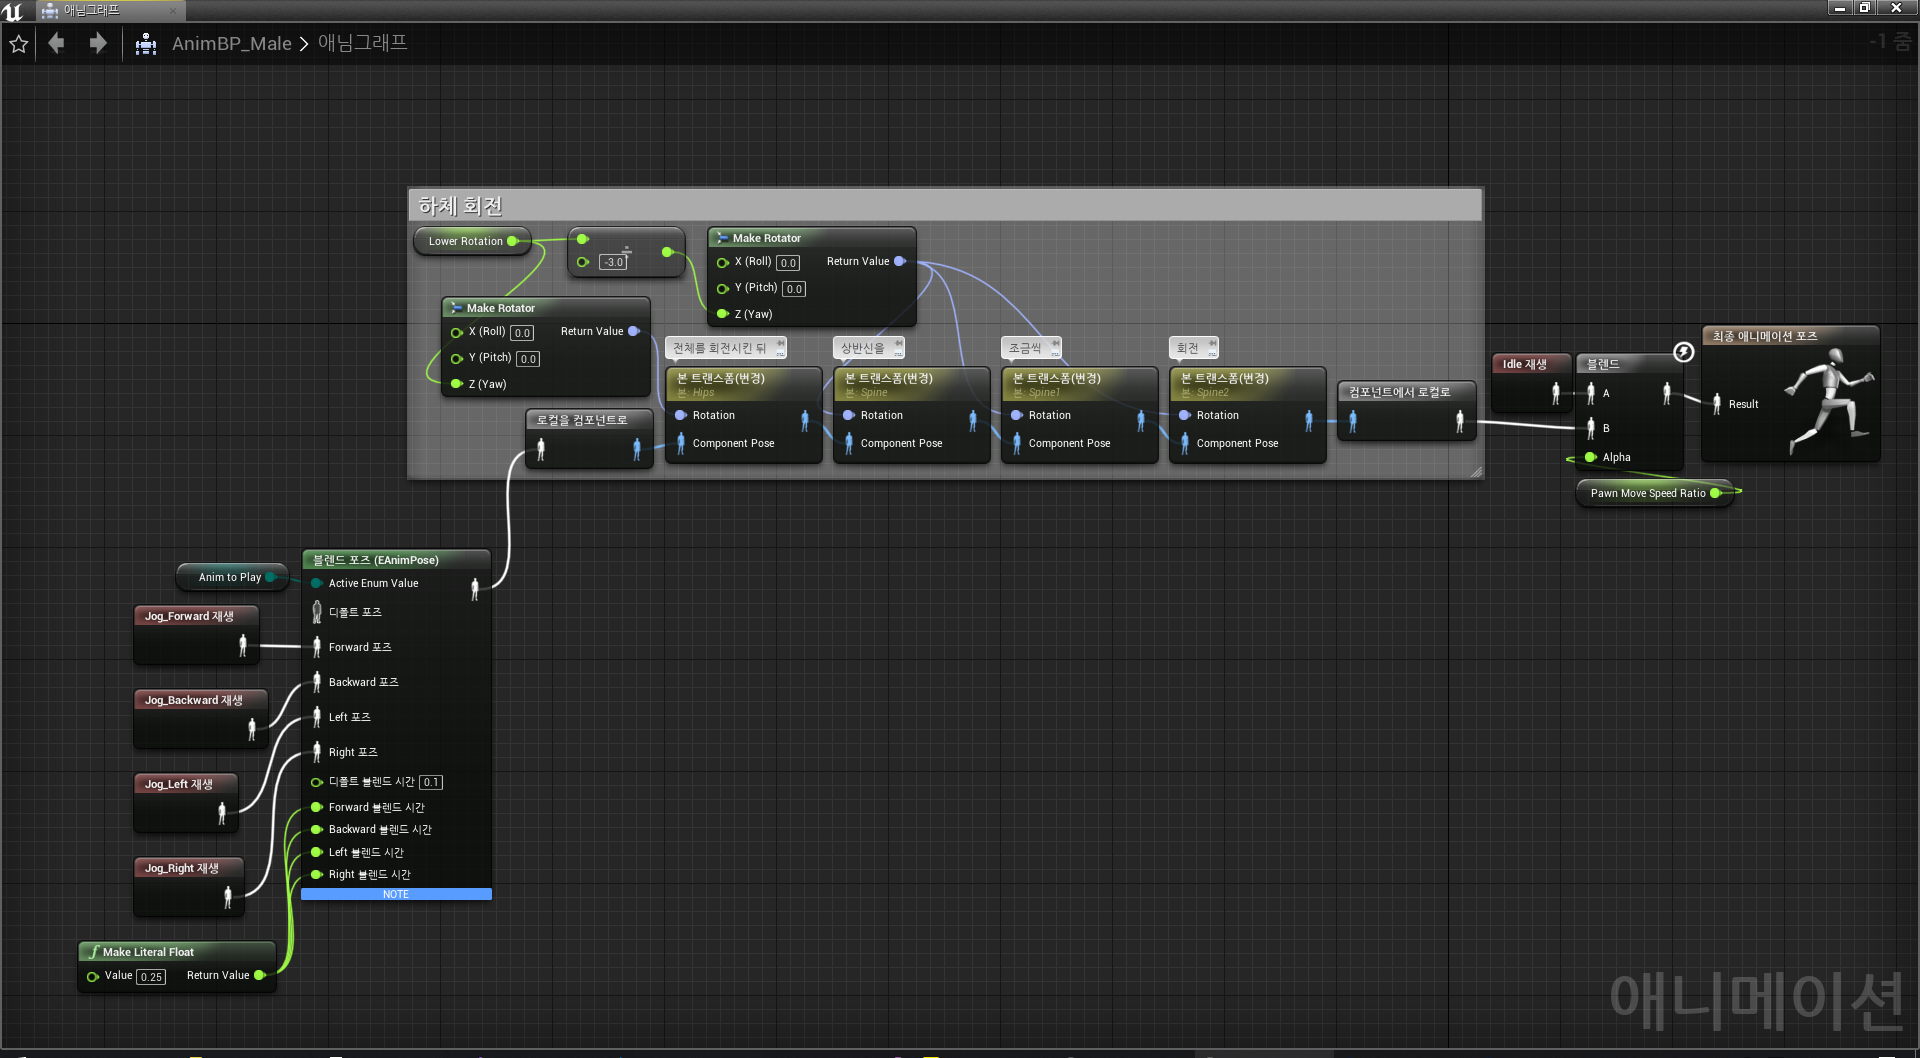 애님그래프
AnimBP_Male > 애님그래프
-1 줌
하체 회전
Lower Rotation
÷
-3.0
Make Rotator
X (Roll) 0.0
Return Value
Y (Pitch) 0.0
Z (Yaw)
Make Rotator
X (Roll) 0.0
Return Value
Y (Pitch) 0.0
Z (Yaw)
전체를 회전시킨 뒤
상반신을
조금씩
회전
본 트랜스폼(변경)
본: Hips
Rotation
Component Pose
본 트랜스폼(변경)
본: Spine
Rotation
Component Pose
본 트랜스폼(변경)
본: Spine1
Rotation
Component Pose
본 트랜스폼(변경)
본: Spine2
Rotation
Component Pose
로컬을 컴포넌트로
컴포넌트에서 로컬로
Idle 재생
블렌드
A
B
Alpha
Pawn Move Speed Ratio
최종 애니메이션 포즈
Result
Anim to Play
블렌드 포즈 (EAnimPose)
Active Enum Value
디폴트 포즈
Forward 포즈
Backward 포즈
Left 포즈
Right 포즈
디폴트 블렌드 시간 0.1
Forward 블렌드 시간
Backward 블렌드 시간
Left 블렌드 시간
Right 블렌드 시간
NOTE
Jog_Forward 재생
Jog_Backward 재생
Jog_Left 재생
Jog_Right 재생
f Make Literal Float
Value 0.25
Return Value
애니메이션